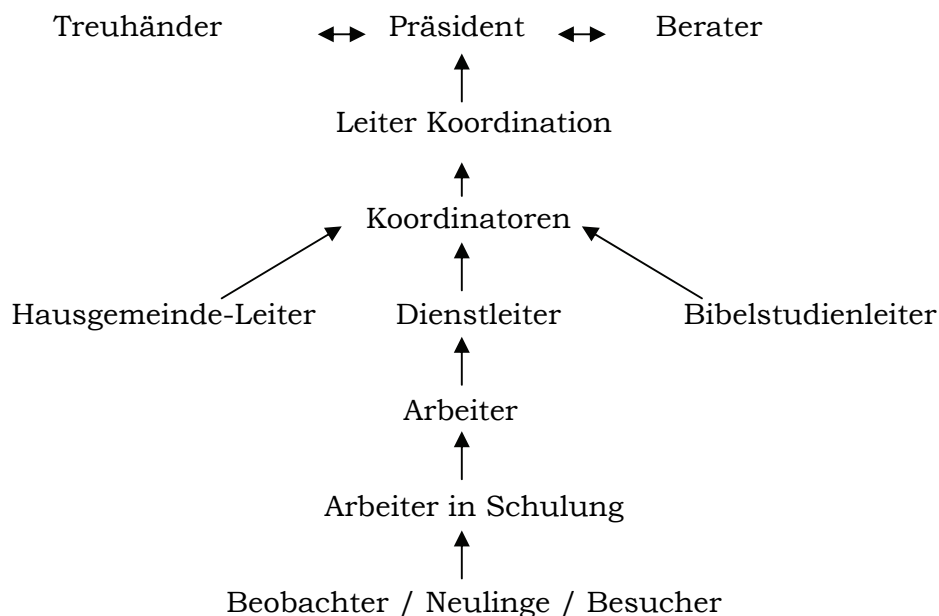 Treuhänder Präsident Berater
Leiter Koordination
Koordinatoren
Hausgemeinde-Leiter Dienstleiter Bibelstudienleiter
Arbeiter
Arbeiter in Schulung
Beobachter / Neulinge / Besucher